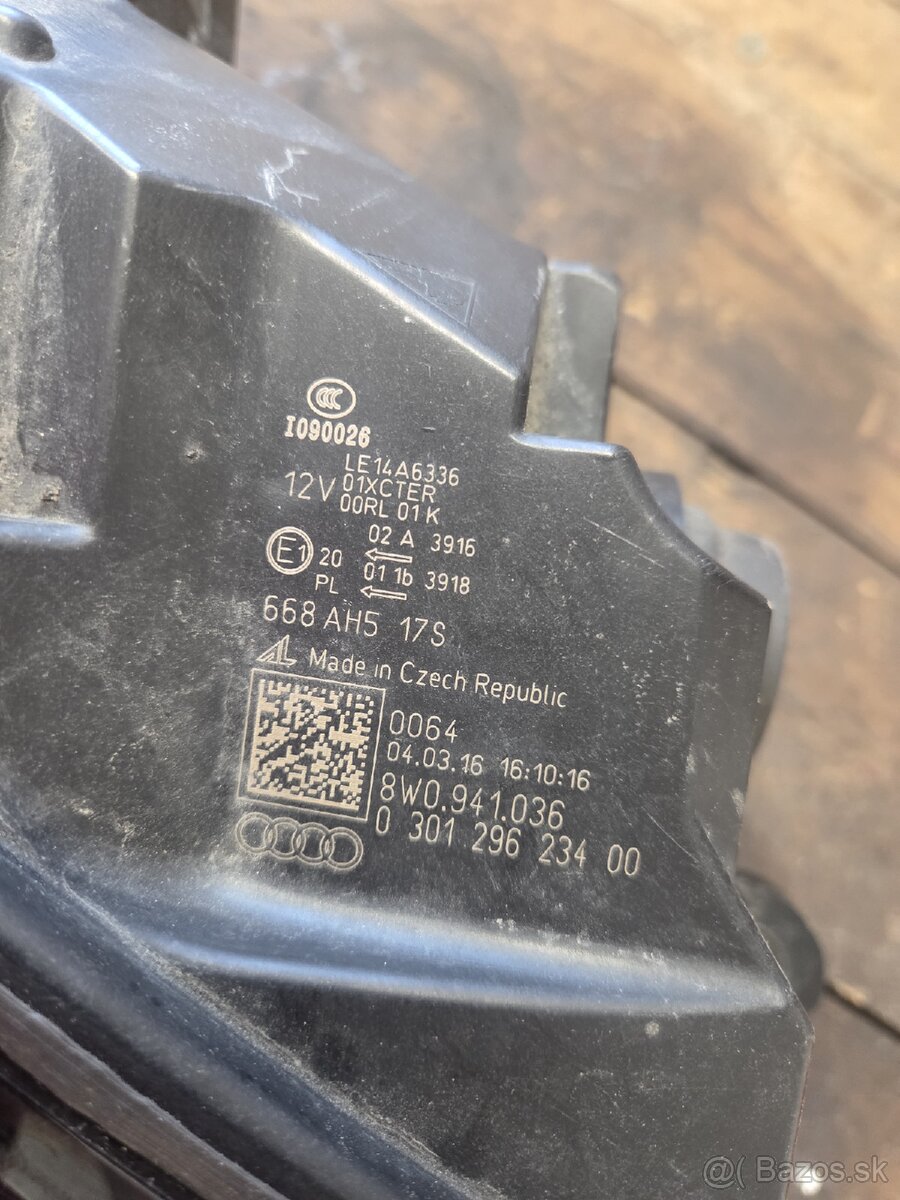 CCC
I090026
LE14A6336
12V 01XCTER
00RL 01K
02 A 3916
E1 20 01 1b 3918
PL
668 AH5 17S
AL Made in Czech Republic
0064
04.03.16 16:10:16
8W0.941.036
0 301 296 234 00
@( Bazos.sk